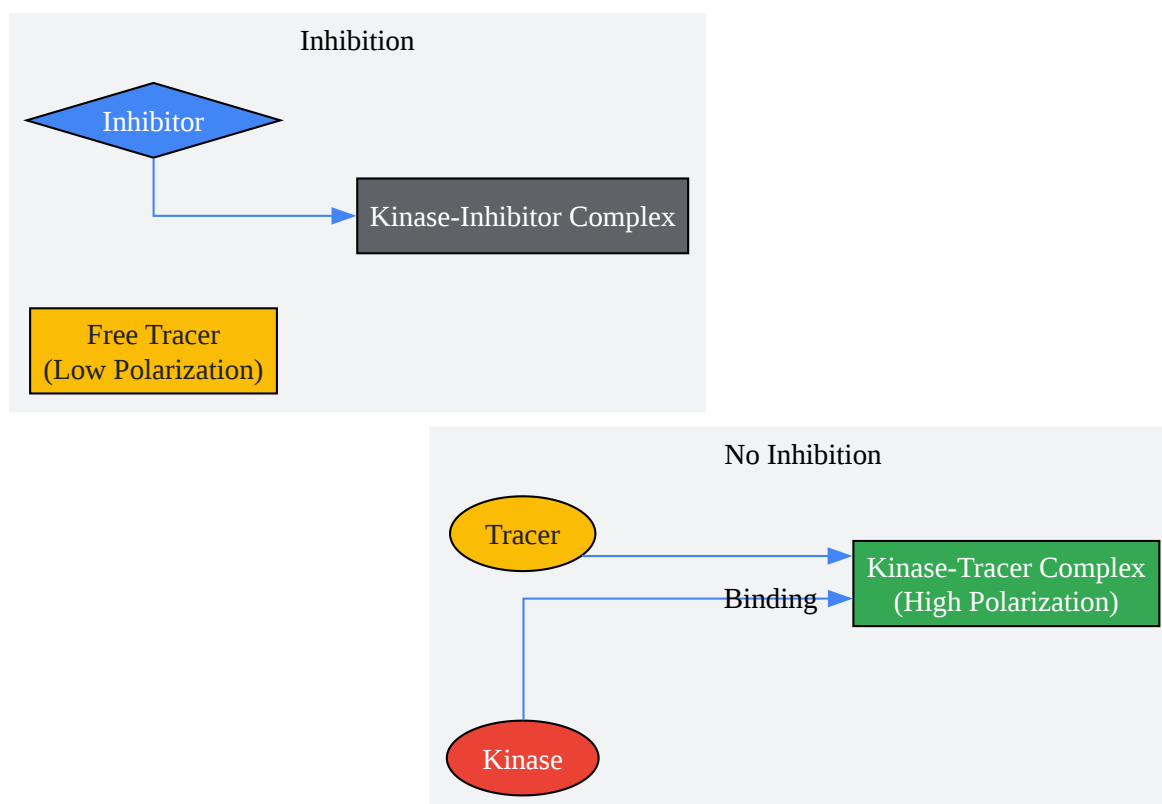 Inhibition
Inhibitor
Kinase-Inhibitor Complex
Free Tracer
(Low Polarization)
No Inhibition
Tracer
Kinase-Tracer Complex
(High Polarization)
Binding
Kinase